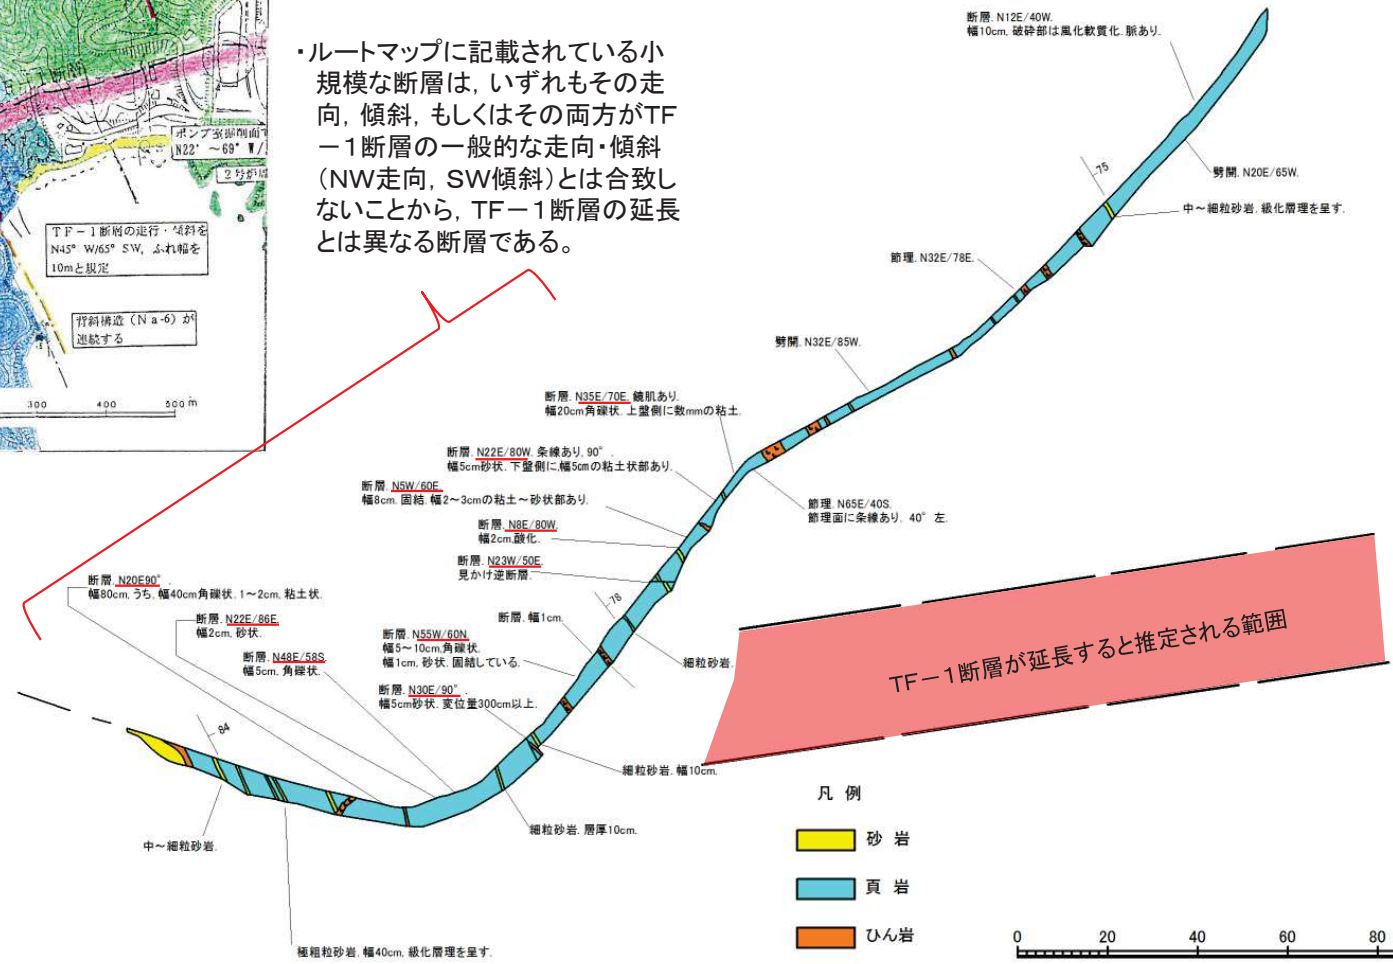 ・ルートマップに記載されている小
規模な断層は，いずれもその走
向，傾斜，もしくはその両方がTF
－1断層の一般的な走向・傾斜
（NW走向，SW傾斜）とは合致し
ないことから，TF－1断層の延長
とは異なる断層である。
ポンプ室掘削面で
N22°～69°W/
TF－1断層の走行・傾斜を
N45°W/65°SW，ふれ幅を
10mと規定
背斜構造（Na-6）が
連続する
300 400 500m
断層. N12E/40W.
幅10cm, 破砕部は風化軟質化. 脈あり.
75
劈開. N20E/65W.
中～細粒砂岩. 級化層理を呈す.
節理. N32E/78E.
劈開. N32E/85W.
断層. N35E/70E. 鏡肌あり.
幅20cm角礫状. 上盤側に数mmの粘土.
断層. N22E/80W. 条線あり. 90°.
幅5cm砂状. 下盤側に, 幅5cmの粘土状部あり.
断層. N5W/60E.
幅8cm. 固結. 幅2～3cmの粘土～砂状部あり.
節理. N65E/40S.
節理面に条線あり. 40°左.
断層. N8E/80W.
幅2cm.酸化.
断層. N23W/50E.
見かけ逆断層.
断層. N20E90°.
幅80cm, うち, 幅40cm角礫状. 1～2cm, 粘土状.
78
断層. 幅1cm.
断層. N22E/86E.
幅2cm, 砂状.
断層. N55W/60N.
幅5～10cm,角礫状.
幅1cm, 砂状. 固結している.
細粒砂岩.
断層. N48E/58S.
幅5cm, 角礫状.
断層. N30E/90°.
幅5cm砂状. 変位量300cm以上.
TF－1断層が延長すると推定される範囲
84
細粒砂岩. 幅10cm.
細粒砂岩. 層厚10cm.
中～細粒砂岩.
極粗粒砂岩. 幅40cm, 級化層理を呈す.
凡 例
砂 岩
頁 岩
ひん岩
0 20 40 60 80